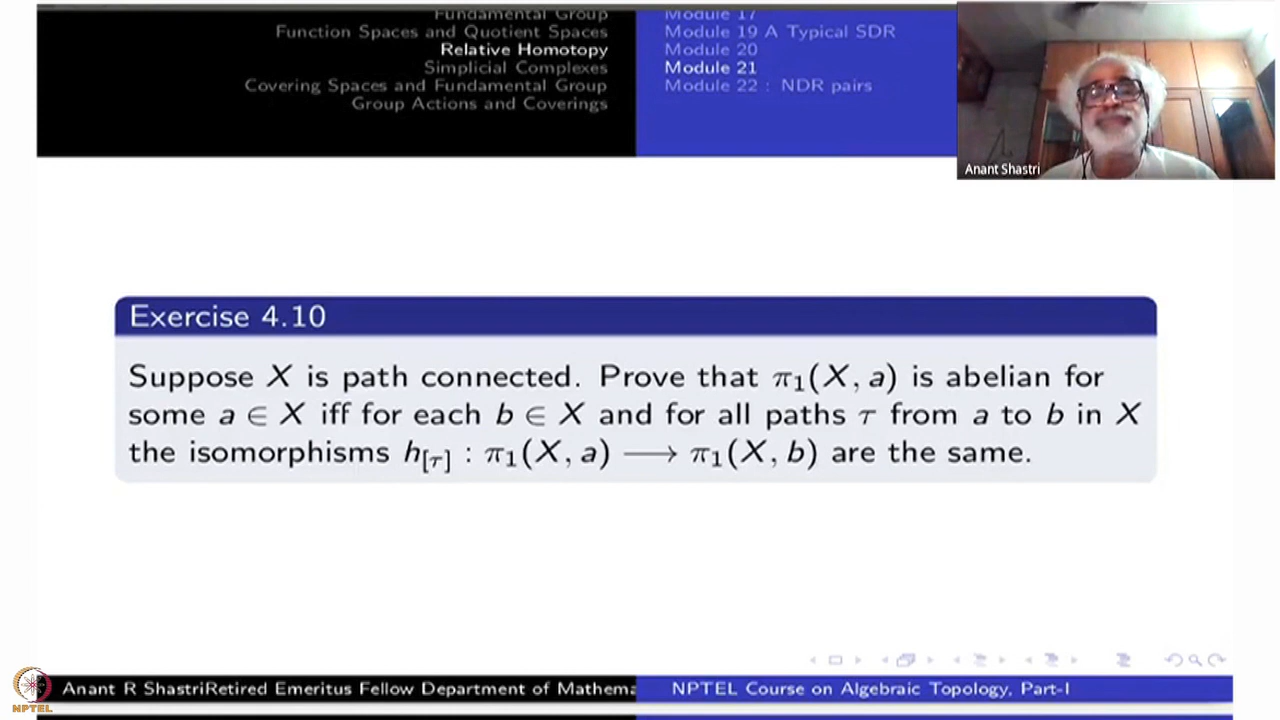 Fundamental Group
Function Spaces and Quotient Spaces
Relative Homotopy
Simplicial Complexes
Covering Spaces and Fundamental Group
Group Actions and Coverings
Module 17
Module 19 A Typical SDR
Module 20
Module 21
Module 22 : NDR pairs
Anant Shastri
Exercise 4.10
Suppose X is path connected. Prove that π₁(X, a) is abelian for
some a ∈ X iff for each b ∈ X and for all paths τ from a to b in X
the isomorphisms h[τ] : π₁(X, a) ⟶ π₁(X, b) are the same.
NPTEL
Anant R ShastriRetired Emeritus Fellow Department of Mathema
NPTEL Course on Algebraic Topology, Part-I